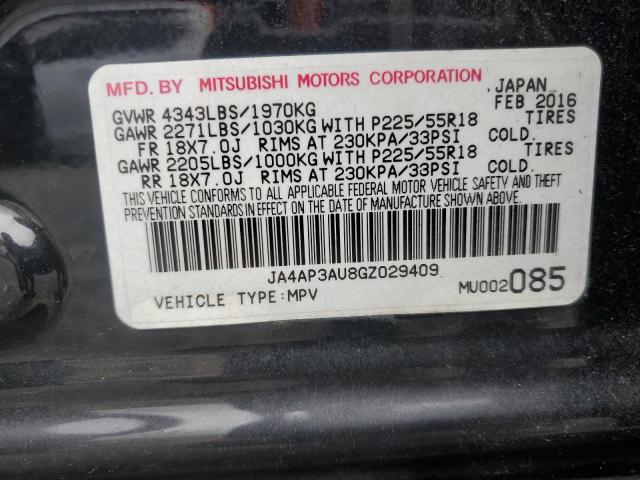 MFD. BY MITSUBISHI MOTORS CORPORATION JAPAN
GVWR 4343LBS/1970KG FEB 2016
GAWR 2271LBS/1030KG WITH P225/55R18 TIRES
FR 18X7.0J RIMS AT 230KPA/33PSI COLD.
GAWR 2205LBS/1000KG WITH P225/55R18 TIRES
RR 18X7.0J RIMS AT 230KPA/33PSI COLD.
THIS VEHICLE CONFORMS TO ALL APPLICABLE FEDERAL MOTOR VEHICLE SAFETY AND THEFT
PREVENTION STANDARDS IN EFFECT ON THE DATE OF MANUFACTURE SHOWN ABOVE.
JA4AP3AU8GZ029409
VEHICLE TYPE:MPV MU002085